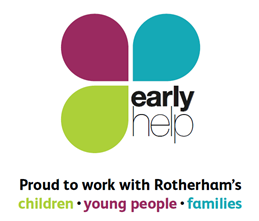 early
help
Proud to work with Rotherham's
children · young people · families